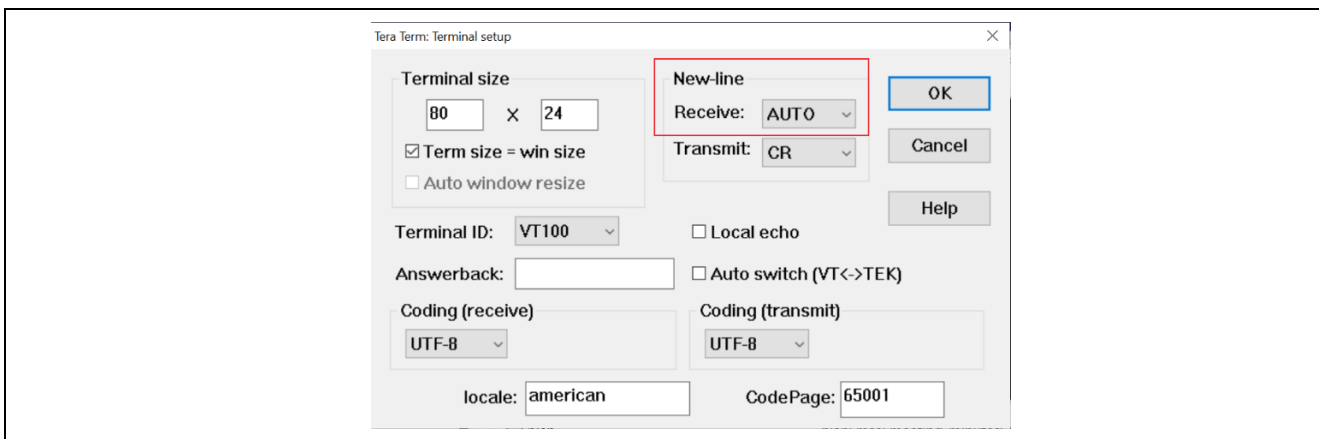 Tera Term: Terminal setup
Terminal size
80 X 24
Term size = win size
Auto window resize
New-line
Receive: AUTO
Transmit: CR
OK
Cancel
Help
Terminal ID: VT100
Local echo
Answerback:
Auto switch (VT<->TEK)
Coding (receive)
UTF-8
Coding (transmit)
UTF-8
locale: american
CodePage: 65001